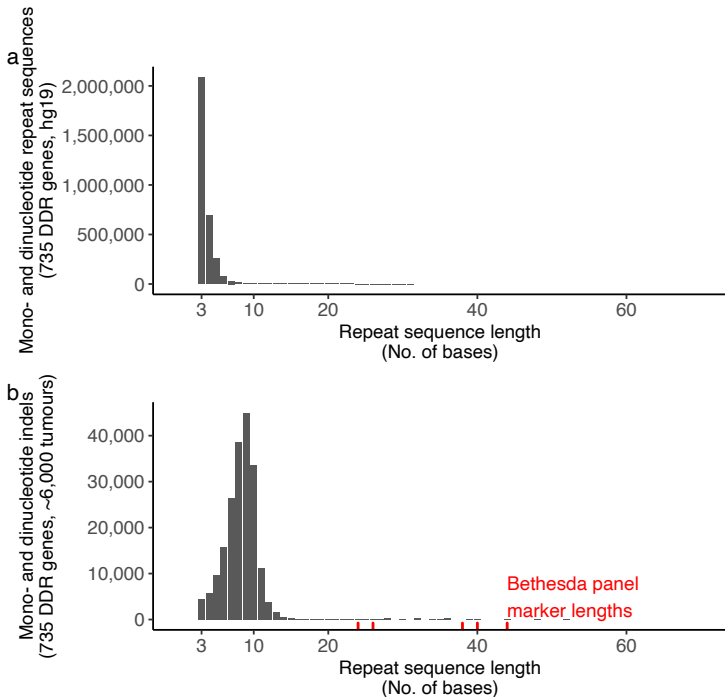 a
Mono- and dinucleotide repeat sequences
(735 DDR genes, hg19)
2,000,000
1,500,000
1,000,000
500,000
0
3 10 20 40 60
Repeat sequence length
(No. of bases)
b
Mono- and dinucleotide indels
(735 DDR genes, ~6,000 tumours)
40,000
30,000
20,000
10,000
0
Bethesda panel
marker lengths
3 10 20 40 60
Repeat sequence length
(No. of bases)